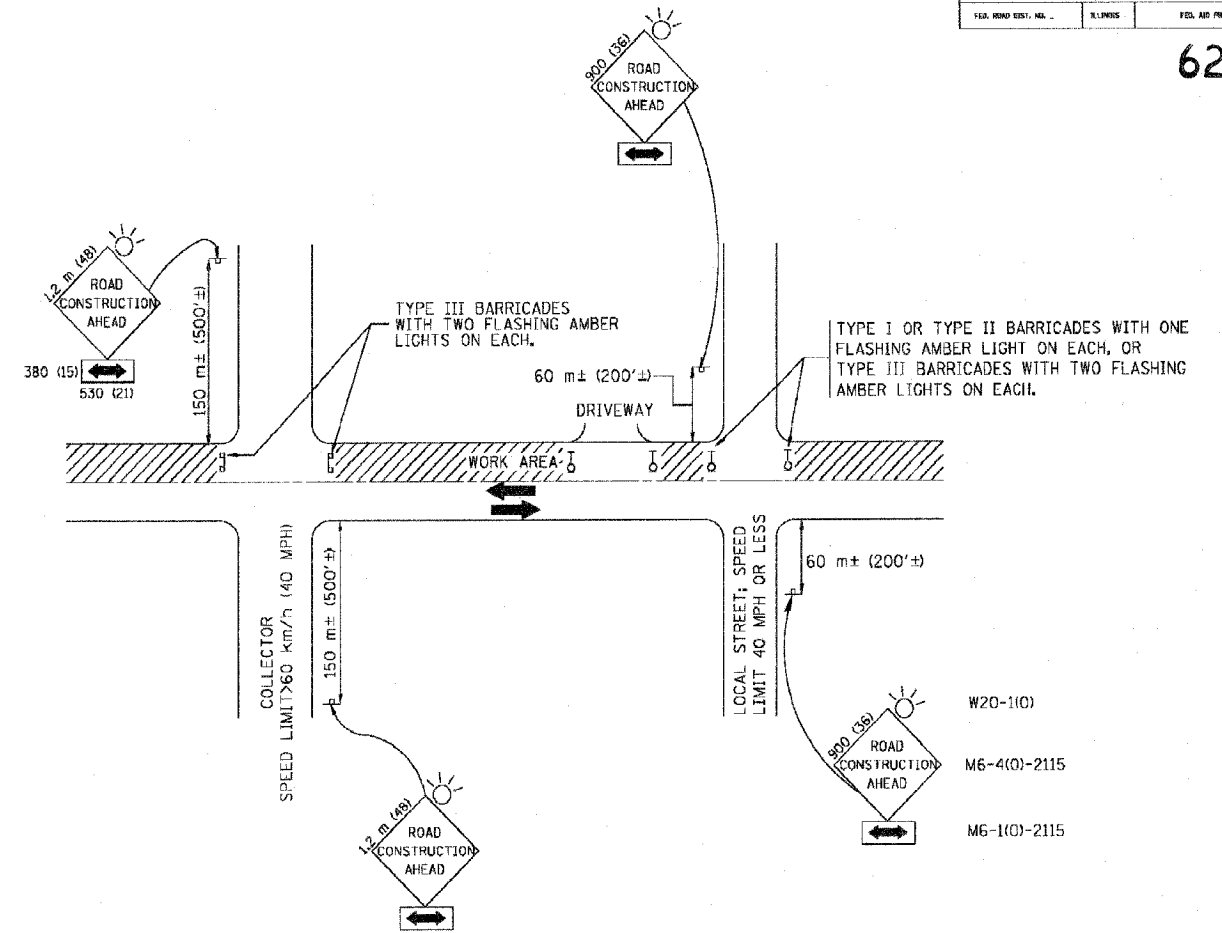 FED. ROAD DIST. NO. _
ILLINOIS
FED. AID
62
900 (36)
ROAD
CONSTRUCTION
AHEAD
1.2 m (48)
ROAD
CONSTRUCTION
AHEAD
380 (15)
530 (21)
150 m± (500'±)
TYPE III BARRICADES
WITH TWO FLASHING AMBER
LIGHTS ON EACH.
60 m± (200'±)
DRIVEWAY
TYPE I OR TYPE II BARRICADES WITH ONE
FLASHING AMBER LIGHT ON EACH, OR
TYPE III BARRICADES WITH TWO FLASHING
AMBER LIGHTS ON EACH.
WORK AREA
COLLECTOR
SPEED LIMIT>60 km/h (40 MPH)
150 m± (500'±)
LOCAL STREET; SPEED
LIMIT 40 MPH OR LESS
60 m± (200'±)
1.2 m (48)
ROAD
CONSTRUCTION
AHEAD
900 (36)
ROAD
CONSTRUCTION
AHEAD
W20-1(O)
M6-4(O)-2115
M6-1(O)-2115